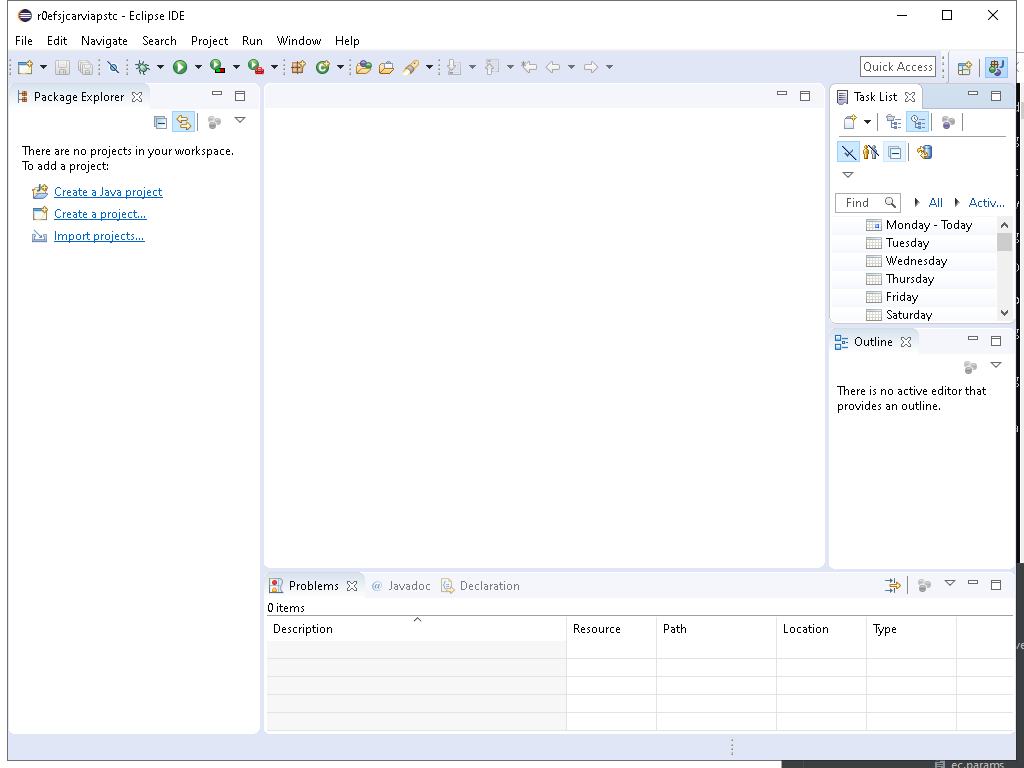 r0efsjcarviapstc - Eclipse IDE
File Edit Navigate Search Project Run Window Help
Quick Access
Package Explorer
There are no projects in your workspace.
To add a project:
Create a Java project
Create a project...
Import projects...
Task List
Find All Activ...
Monday - Today
Tuesday
Wednesday
Thursday
Friday
Saturday
Outline
There is no active editor that
provides an outline.
Problems @ Javadoc Declaration
0 items
Description Resource Path Location Type
ec.params